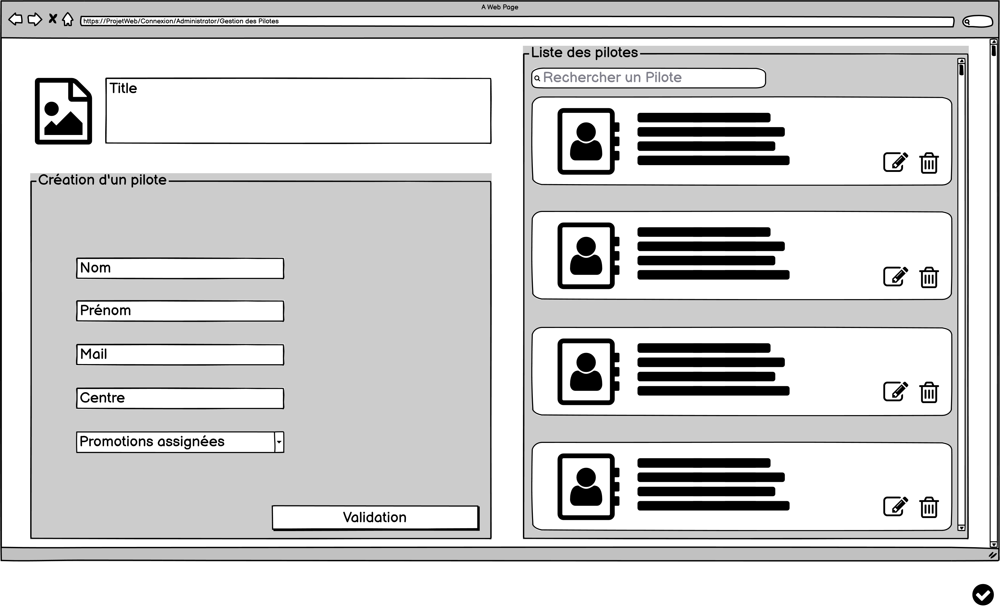 A Web Page
https://ProjetWeb/Connexion/Administrator/Gestion des Pilotes
Title
Création d'un pilote
Nom
Prénom
Mail
Centre
Promotions assignées
Validation
Liste des pilotes
Rechercher un Pilote